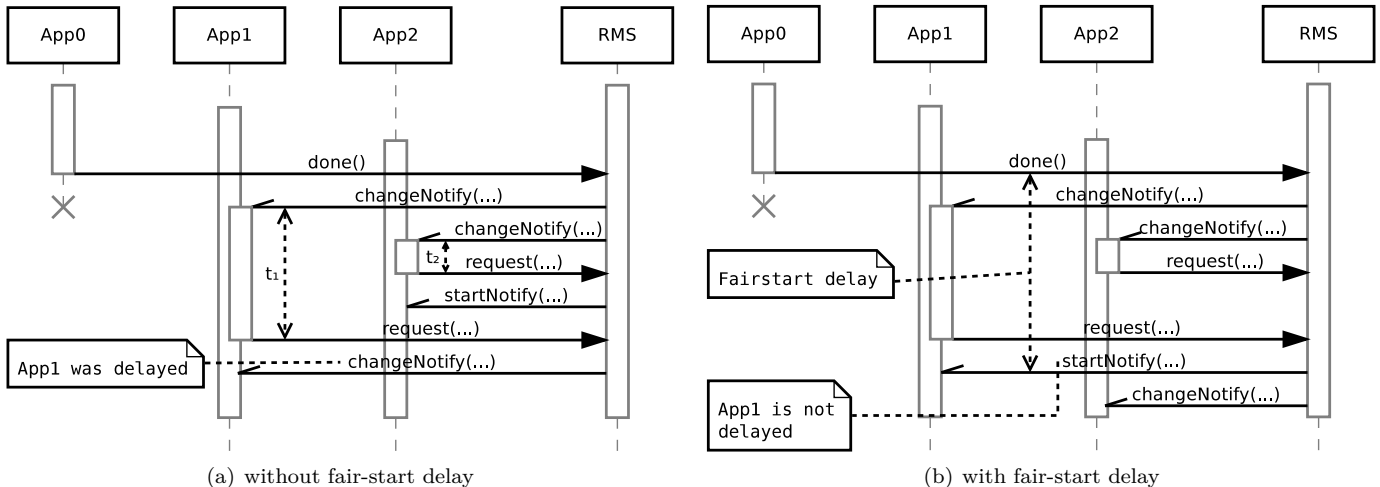 App0
App1
App2
RMS
done()
changeNotify(...)
changeNotify(...)
t₂
request(...)
t₁
startNotify(...)
request(...)
App1 was delayed
changeNotify(...)
(a) without fair-start delay
App0
App1
App2
RMS
done()
changeNotify(...)
changeNotify(...)
request(...)
Fairstart delay
request(...)
startNotify(...)
changeNotify(...)
App1 is not
delayed
(b) with fair-start delay